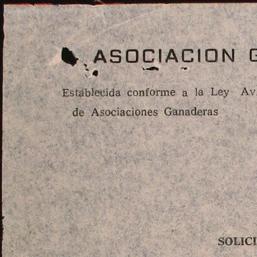 ASOCIACION G
Establecida conforme a la Ley Av
de Asociaciones Ganaderas
SOLICI